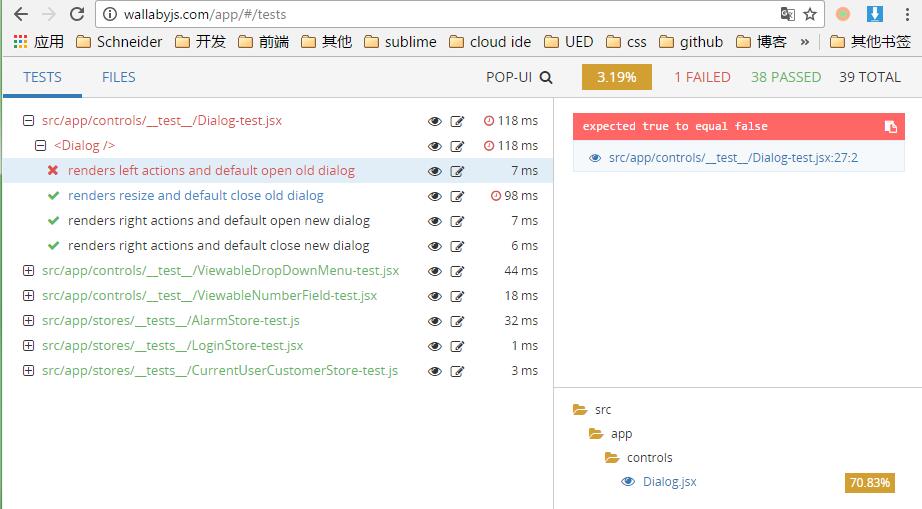 wallabyjs.com/app/#/tests
应用 Schneider 开发 前端 其他 sublime cloud ide UED css github 博客 » 其他书签
TESTS FILES POP-UI 3.19% 1 FAILED 38 PASSED 39 TOTAL
src/app/controls/__test__/Dialog-test.jsx 118 ms
<Dialog /> 118 ms
renders left actions and default open old dialog 7 ms
renders resize and default close old dialog 98 ms
renders right actions and default open new dialog 7 ms
renders right actions and default close new dialog 6 ms
src/app/controls/__test__/ViewableDropDownMenu-test.jsx 44 ms
src/app/controls/__test__/ViewableNumberField-test.jsx 18 ms
src/app/stores/__tests__/AlarmStore-test.js 32 ms
src/app/stores/__tests__/LoginStore-test.jsx 1 ms
src/app/stores/__tests__/CurrentUserCustomerStore-test.js 3 ms
expected true to equal false
src/app/controls/__test__/Dialog-test.jsx:27:2
src
app
controls
Dialog.jsx 70.83%